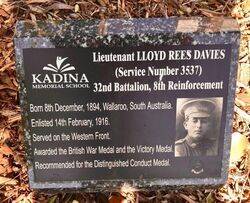 KADINA
MEMORIAL SCHOOL
Lieutenant LLOYD REES DAVIES
(Service Number 3537)
32nd Battalion, 8th Reinforcement
Born 8th December, 1894, Wallaroo, South Australia.
Enlisted 14th February, 1916.
Served on the Western Front.
Awarded the British War Medal and the Victory Medal.
Recommended for the Distinguished Conduct Medal.